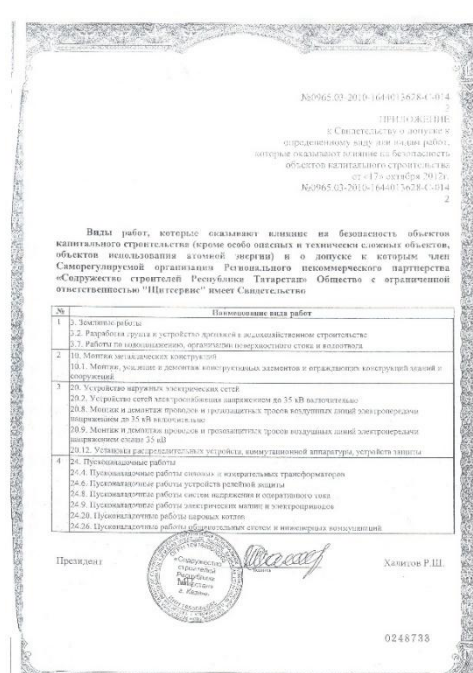 №0965.03-2010-1644013628-С-014
2
ПРИЛОЖЕНИЕ
к Свидетельству о допуске к
определенному виду или видам работ,
которые оказывают влияние на безопасность
объектов капитального строительства
от «17» октября 2012г.
№0965.03-2010-1644013628-С-014
2
Виды работ, которые оказывают влияние на безопасность объектов
капитального строительства (кроме особо опасных и технически сложных объектов,
объектов использования атомной энергии) и о допуске к которым член
Саморегулируемой организации Регионального некоммерческого партнерства
«Содружество строителей Республики Татарстан» Общество с ограниченной
ответственностью имеет Свидетельство
№ Наименование вида работ
1 3. Земляные работы
3.2. Разработка грунта и устройство дренажей в водохозяйственном строительстве
3.7. Работы по водопонижению, организации поверхностного стока и водоотвода
2 10. Монтаж металлических конструкций
10.1. Монтаж, усиление и демонтаж конструктивных элементов и ограждающих конструкций зданий и
сооружений
3 20. Устройство наружных электрических сетей
20.2. Устройство сетей электроснабжения напряжением до 35 кВ включительно
20.8. Монтаж и демонтаж проводов и грозозащитных тросов воздушных линий электропередачи
напряжением до 35 кВ включительно
20.9. Монтаж и демонтаж проводов и грозозащитных тросов воздушных линий электропередачи
напряжением свыше 35 кВ
20.12. Установка распределительных устройств, коммутационной аппаратуры, устройств защиты
4 24. Пусконаладочные работы
24.4. Пусконаладочные работы силовых и измерительных трансформаторов
24.6. Пусконаладочные работы устройств релейной защиты
24.8. Пусконаладочные работы систем напряжения и оперативного тока
24.9. Пусконаладочные работы электрических машин и электроприводов
24.20. Пусконаладочные работы паровых котлов
24.26. Пусконаладочные работы общекотельных систем и инженерных коммуникаций
Президент
«Содружество
строителей
Республики
Татарстан»
г. Казань
Халитов Р.Ш.
0248733